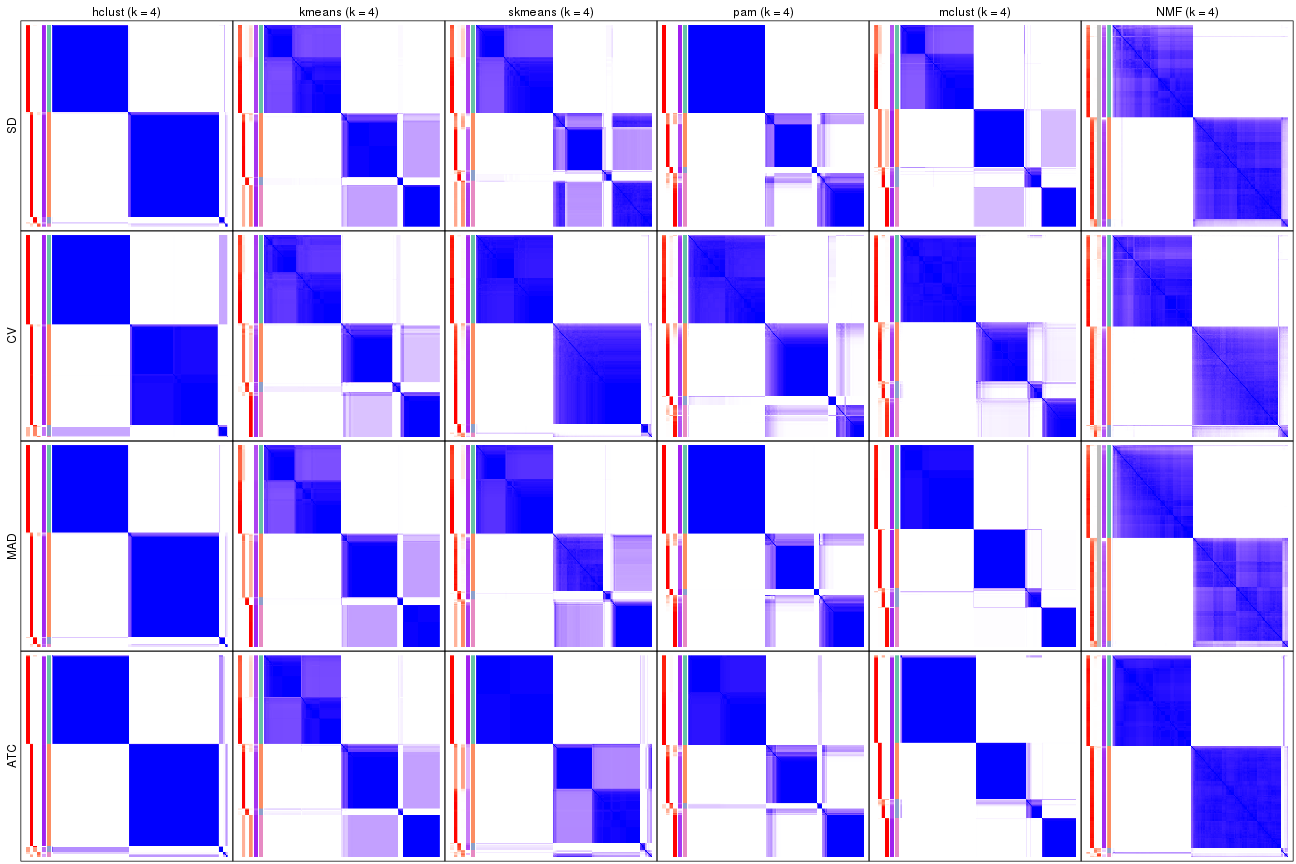 hclust (k = 4) kmeans (k = 4) skmeans (k = 4) pam (k = 4) mclust (k = 4) NMF (k = 4)
SD
CV
MAD
ATC